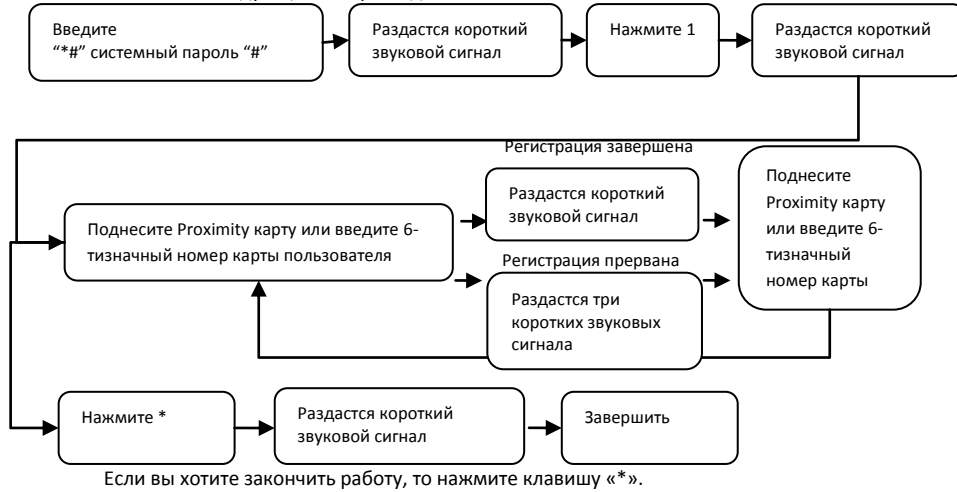 Введите
“*#” системный пароль “#”
Раздастся короткий
звуковой сигнал
Нажмите 1
Раздастся короткий
звуковой сигнал
Регистрация завершена
Раздастся короткий
звуковой сигнал
Поднесите
Proximity карту
или введите 6-
тизначный
номер карты
Поднесите Proximity карту или введите 6-
тизначный номер карты пользователя
Регистрация прервана
Раздастся три
коротких звуковых
сигнала
Нажмите *
Раздастся короткий
звуковой сигнал
Завершить
Если вы хотите закончить работу, то нажмите клавишу «*».